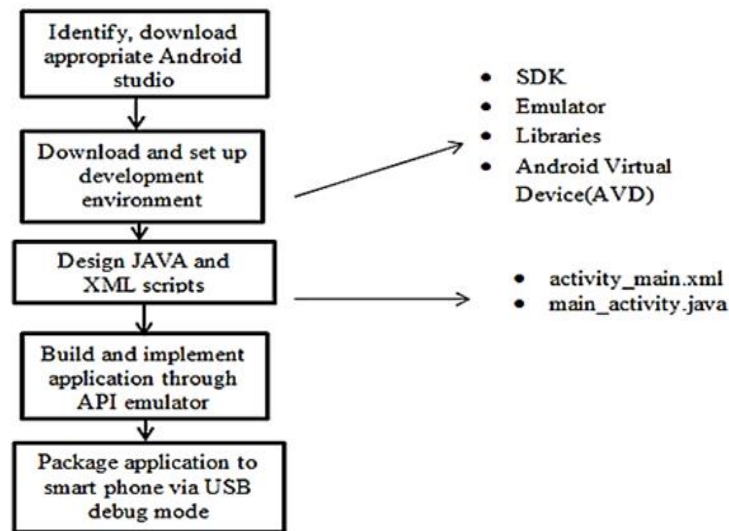 Identify, download
appropriate Android
studio
Download and set up
development
environment
• SDK
• Emulator
• Libraries
• Android Virtual
Device(AVD)
Design JAVA and
XML scripts
• activity_main.xml
• main_activity.java
Build and implement
application through
API emulator
Package application to
smart phone via USB
debug mode